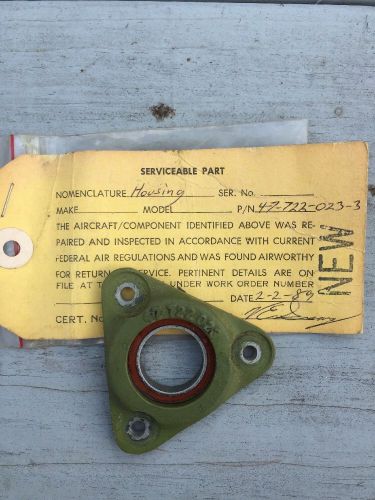 SERVICEABLE PART
NOMENCLATURE Housing SER. No.
MAKE MODEL P/N. 47-722-023-3
THE AIRCRAFT/COMPONENT IDENTIFIED ABOVE WAS RE-
PAIRED AND INSPECTED IN ACCORDANCE WITH CURRENT
FEDERAL AIR REGULATIONS AND WAS FOUND AIRWORTHY
FOR RETURN SERVICE. PERTINENT DETAILS ARE ON
FILE AT UNDER WORK ORDER NUMBER
DATE 2-2-89
CERT. No.
NEW